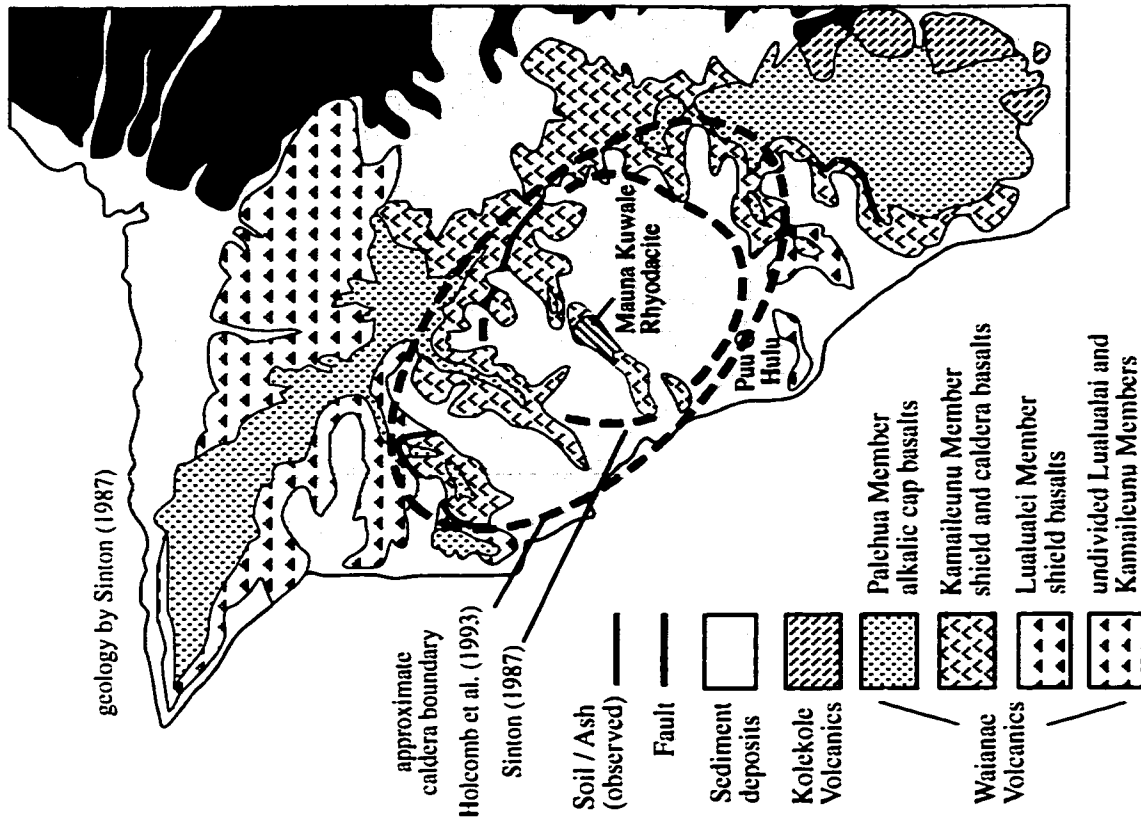 geology by Sinton (1987)
approximate
caldera boundary
Holcomb et al. (1993)
Sinton (1987)
Mauna Kuwale
Rhyodacite
Puu
Hulu
Soil / Ash
(observed)
Fault
Sediment
deposits
Kolekole
Volcanics
Waianae
Volcanics
Palehua Member
alkalic cap basalts
Kamaileunu Member
shield and caldera basalts
Lualualei Member
shield basalts
undivided Lualualei and
Kamaileunu Members